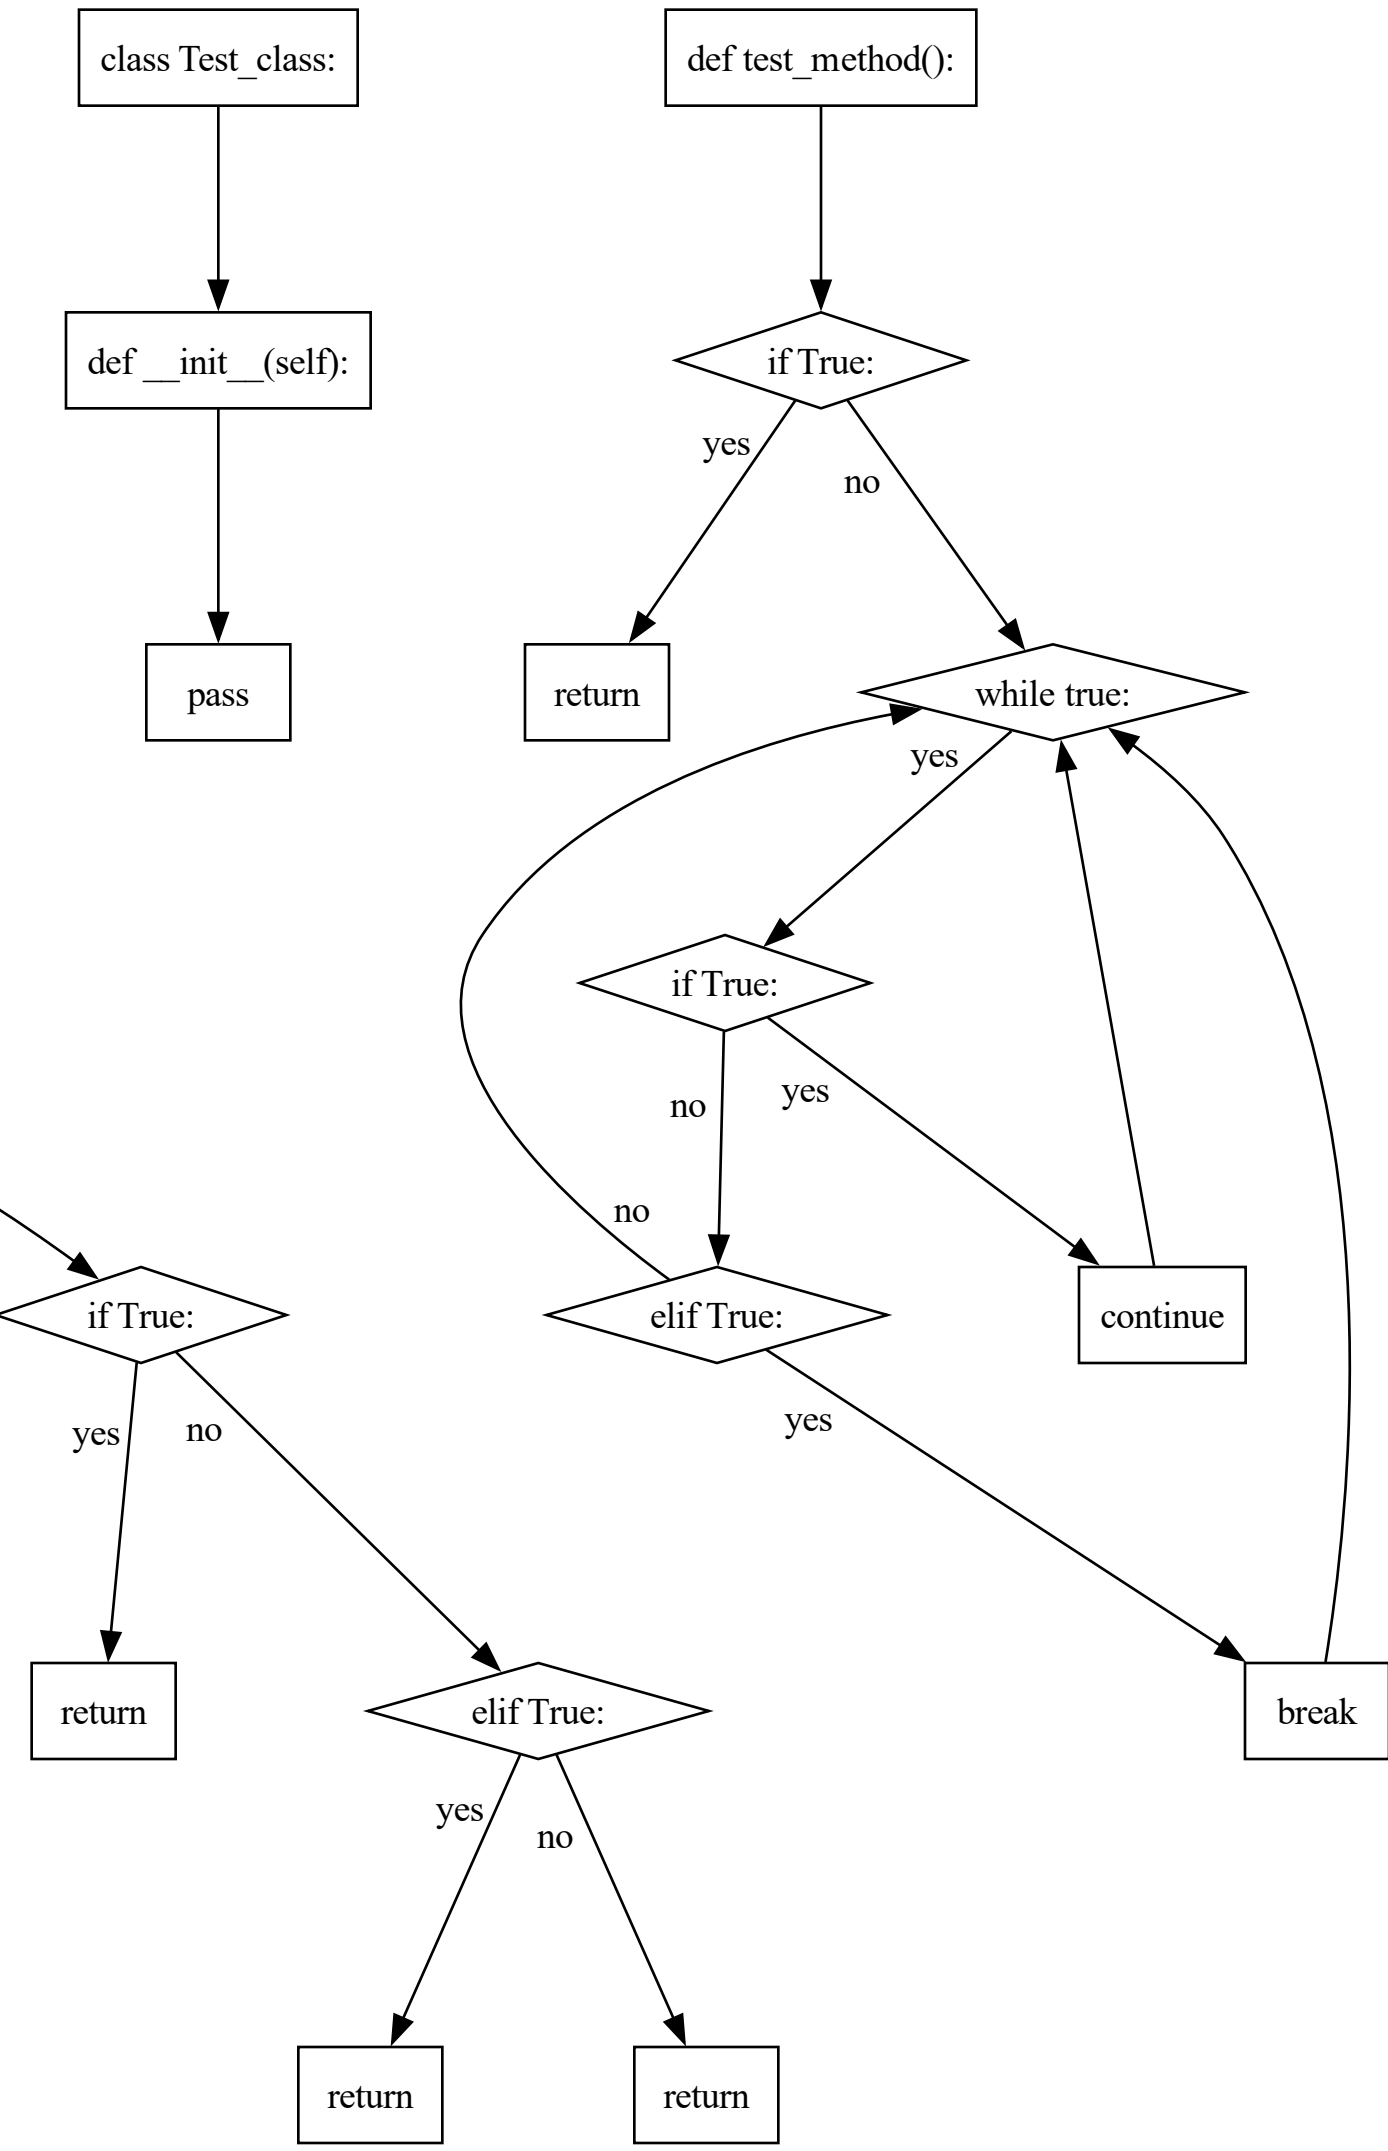 class Test_class:
def test_method():
def __init__(self):
if True:
yes
no
pass
return
while true:
yes
if True:
no
yes
no
if True:
elif True:
continue
yes
no
yes
return
elif True:
break
yes
no
return
return